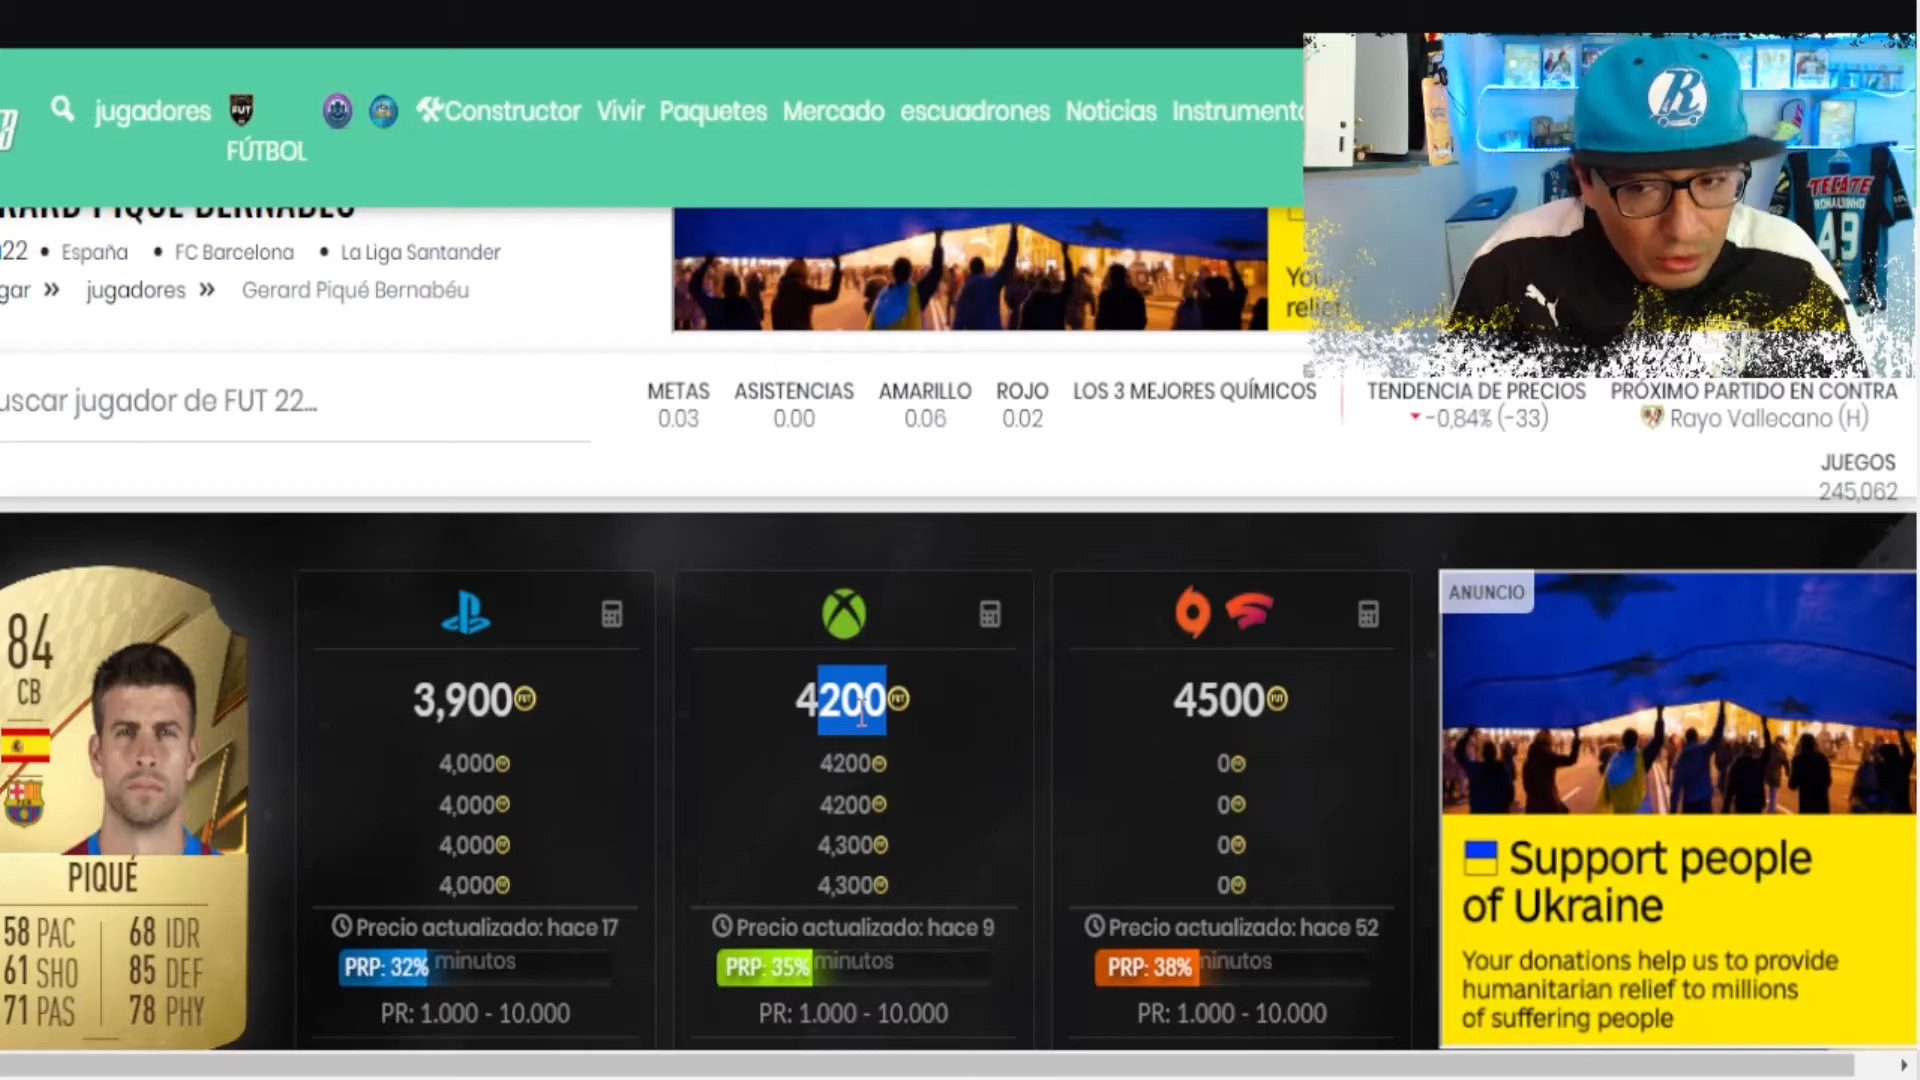 jugadores
FUT
FÚTBOL
Constructor
Vivir
Paquetes
Mercado
escuadrones
Noticias
R
TECATE
RONALDINHO
49
22 • España • FC Barcelona • La Liga Santander
gar » jugadores » Gerard Piqué Bernabéu
You
uscar jugador de FUT 22...
METAS
0.03
ASISTENCIAS
0.00
AMARILLO
0.06
ROJO
0.02
LOS 3 MEJORES QUÍMICOS
TENDENCIA DE PRECIOS
-0,84% (-33)
PRÓXIMO PARTIDO EN CONTRA
Rayo Vallecano (H)
JUEGOS
245,062
84
CB
PIQUÉ
58 PAC 68 IDR
61 SHO 85 DEF
71 PAS 78 PHY
3,900
4,000
4,000
4,000
4,000
Precio actualizado: hace 17
minutos
PRP: 32%
PR: 1.000 - 10.000
4200
4200
4200
4,300
4,300
Precio actualizado: hace 9
minutos
PRP: 35%
PR: 1.000 - 10.000
4500
0
0
0
0
Precio actualizado: hace 52
minutos
PRP: 38%
PR: 1.000 - 10.000
ANUNCIO
Support people
of Ukraine
Your donations help us to provide
humanitarian relief to millions
of suffering people